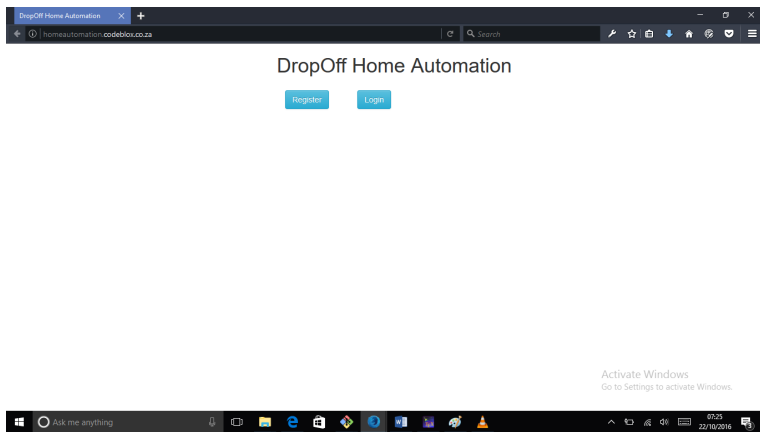 DropOff Home Automation
homeautomation.codeblox.co.za
Search
DropOff Home Automation
Register
Login
Activate Windows
Go to Settings to activate Windows.
Ask me anything
07:25
22/10/2016